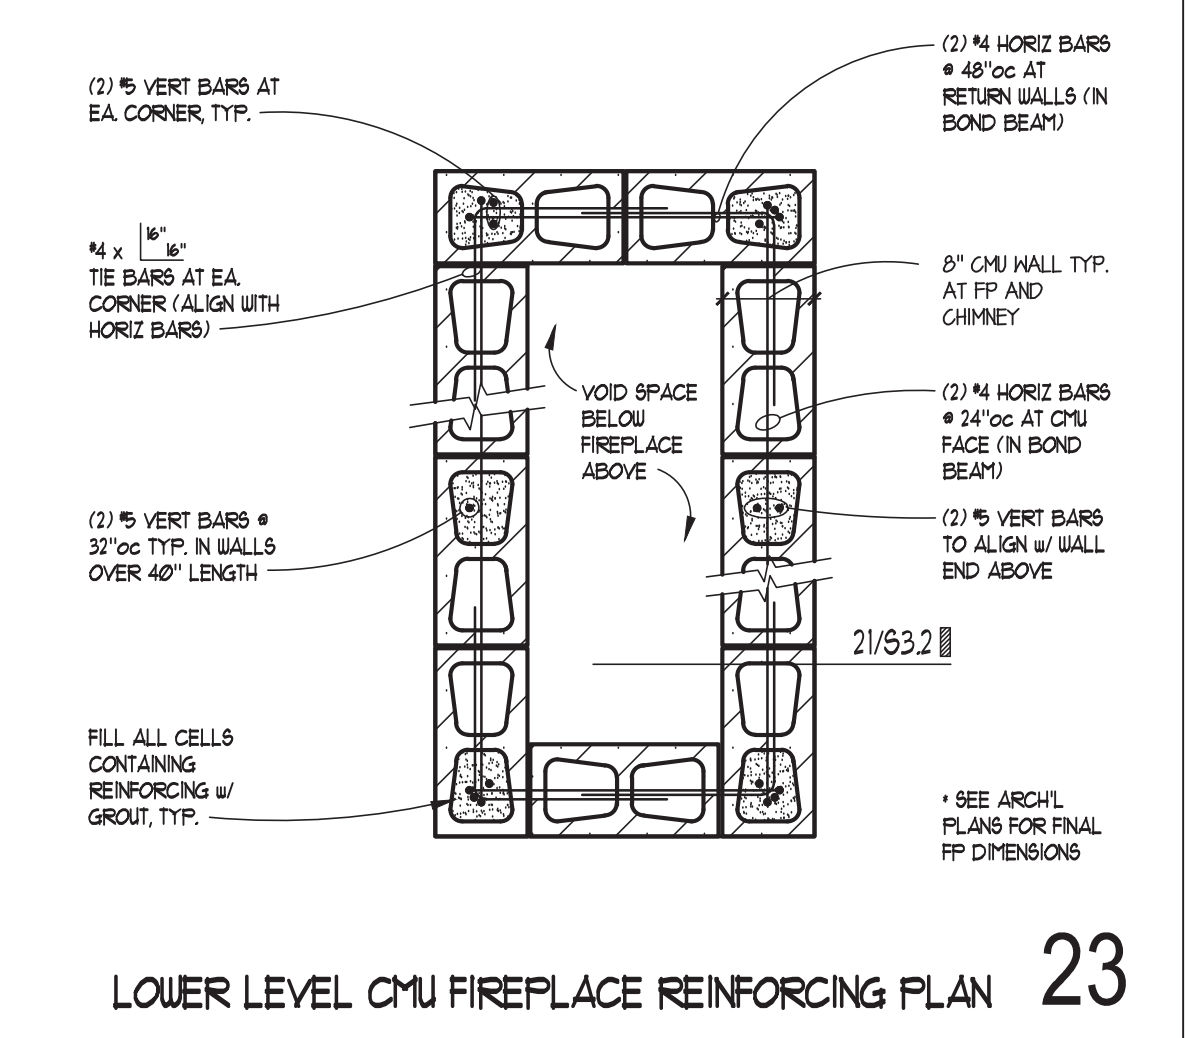 (2) #5 VERT BARS AT
EA. CORNER, TYP.
#4 x
16"
16"
TIE BARS AT EA.
CORNER (ALIGN WITH
HORIZ BARS)
(2) #5 VERT BARS @
32"oc TYP. IN WALLS
OVER 40" LENGTH
FILL ALL CELLS
CONTAINING
REINFORCING w/
GROUT, TYP.
VOID SPACE
BELOW
FIREPLACE
ABOVE
(2) #4 HORIZ BARS
@ 48"oc AT
RETURN WALLS (IN
BOND BEAM)
8" CMU WALL TYP.
AT FP AND
CHIMNEY
(2) #4 HORIZ BARS
@ 24"oc AT CMU
FACE (IN BOND
BEAM)
(2) #5 VERT BARS
TO ALIGN w/ WALL
END ABOVE
21/S3.2
* SEE ARCH'L
PLANS FOR FINAL
FP DIMENSIONS
LOWER LEVEL CMU FIREPLACE REINFORCING PLAN
23